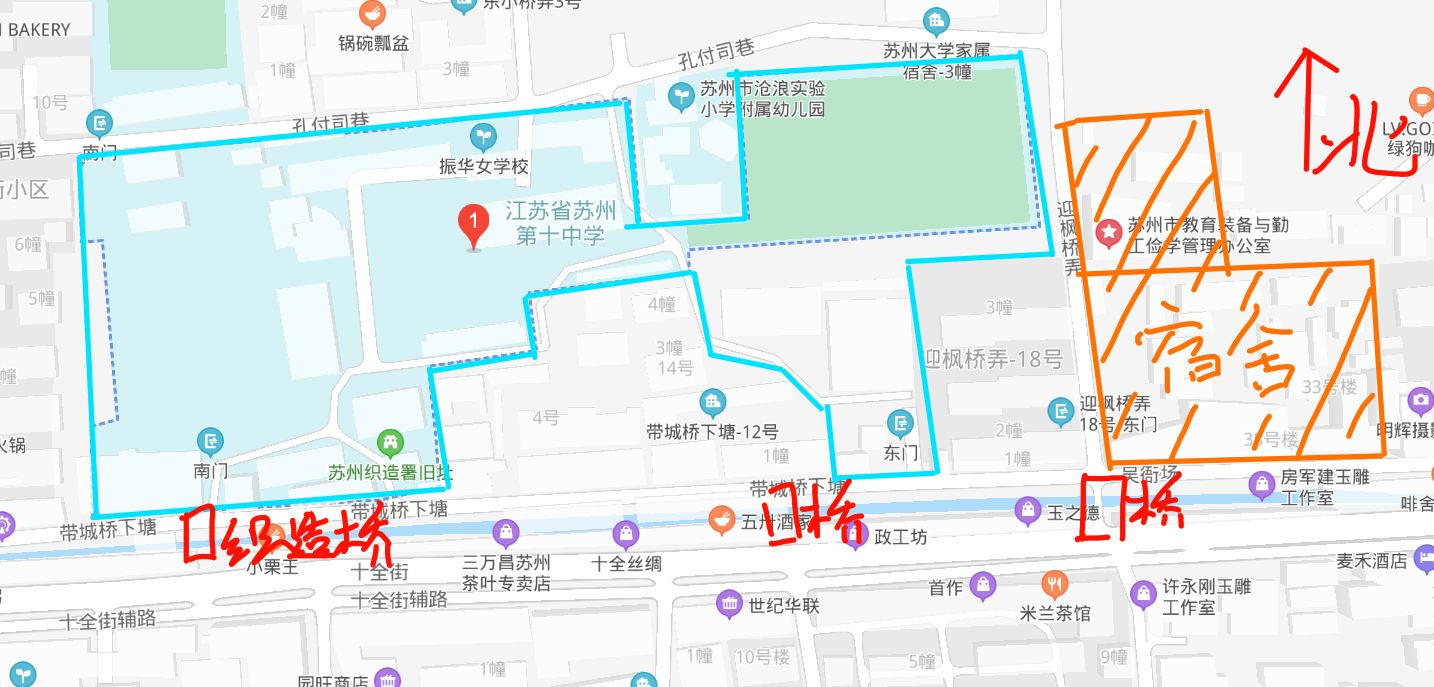 东小桥弄3号
BAKERY
2幢
锅碗瓢盆
1幢
3幢
孔付司巷
苏州大学家属
宿舍-3幢
10号
苏州市沧浪实验
小学附属幼儿园
北
LV.GO
绿狗咖
孔付司巷
南门
司巷
振华女学校
小区
江苏省苏州
第十中学
1
迎枫桥弄
苏州市教育装备与勤
工俭学管理办公室
6幢
5幢
4幢
3幢
3幢
14号
迎枫桥弄-18号
宿舍
33号楼
幢
4号
带城桥下塘-12号
迎枫桥弄
18号-东门
明辉摄影
火锅
南门
苏州织造署旧址
1幢
东门
2幢
1幢
吴衙场
房军建玉雕
工作室
带城桥下塘
带城桥下塘
带城桥下塘
织造桥
桥
桥
五卅酒家
政工坊
玉之德
啡舍
小栗王
十全街
三万昌苏州
茶叶专卖店
十全丝绸
麦禾酒店
十全街辅路
十全街辅路
世纪华联
首作
米兰茶馆
许永刚玉雕
工作室
1幢
1幢
10号楼
5幢
9幢
园旺商店